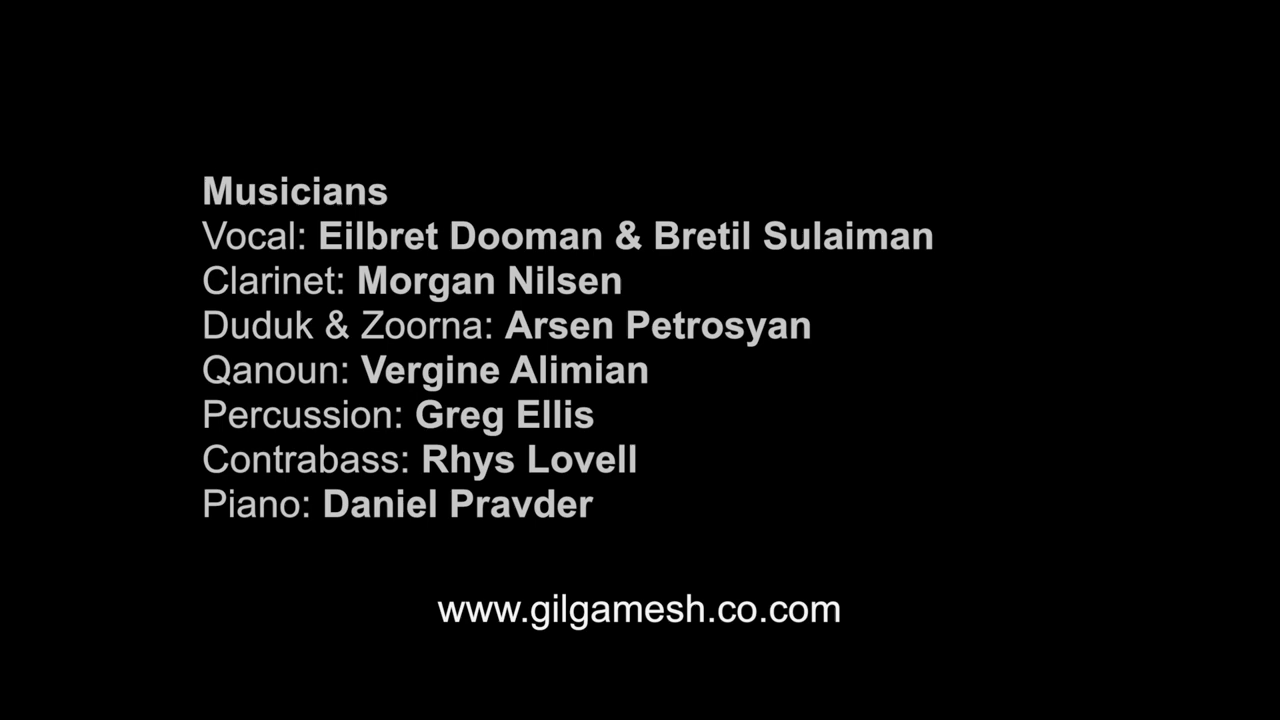 Musicians
Vocal: Eilbret Dooman & Bretil Sulaiman
Clarinet: Morgan Nilsen
Duduk & Zoorna: Arsen Petrosyan
Qanoun: Vergine Alimian
Percussion: Greg Ellis
Contrabass: Rhys Lovell
Piano: Daniel Pravder
www.gilgamesh.co.com